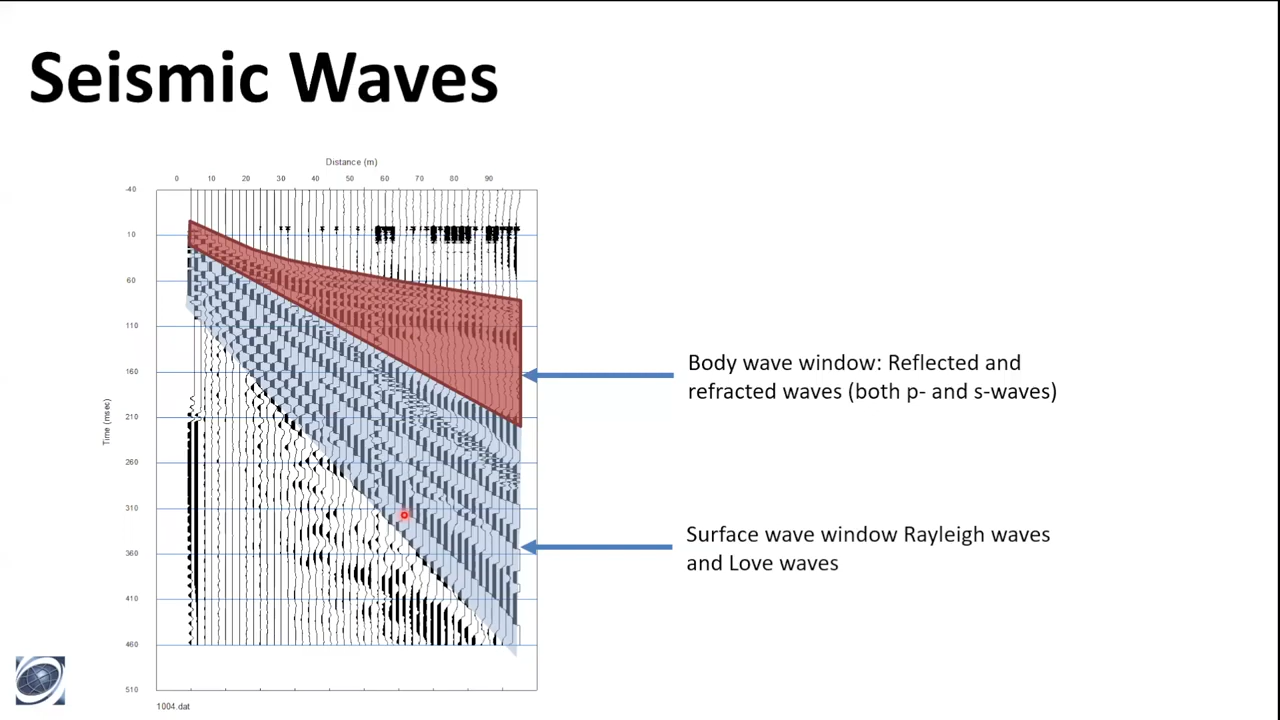 Seismic Waves
Distance (m)
0 10 20 30 40 50 60 70 80 90
-40
10
60
110
160
210
260
310
360
410
460
510
Time (msec)
Body wave window: Reflected and
refracted waves (both p- and s-waves)
Surface wave window Rayleigh waves
and Love waves
1004.dat